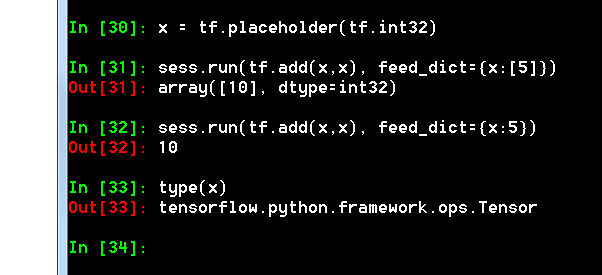 In [30]: x = tf.placeholder(tf.int32)
In [31]: sess.run(tf.add(x,x), feed_dict={x:[5]})
Out[31]: array([10], dtype=int32)
In [32]: sess.run(tf.add(x,x), feed_dict={x:5})
Out[32]: 10
In [33]: type(x)
Out[33]: tensorflow.python.framework.ops.Tensor
In [34]: